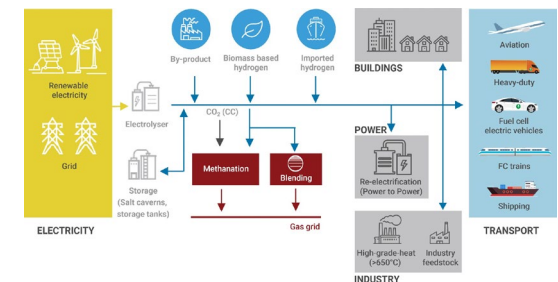 By-product
Biomass based
hydrogen
Imported
hydrogen
Renewable
electricity
Grid
ELECTRICITY
Electrolyser
Storage
(Salt caverns,
storage tanks)
CO₂ (CC)
Methanation
Blending
Gas grid
BUILDINGS
POWER
Re-electrification
(Power to Power)
High-grade-heat
(>650°C)
Industry
feedstock
INDUSTRY
Aviation
Heavy-duty
Fuel cell
electric vehicles
FC trains
Shipping
TRANSPORT